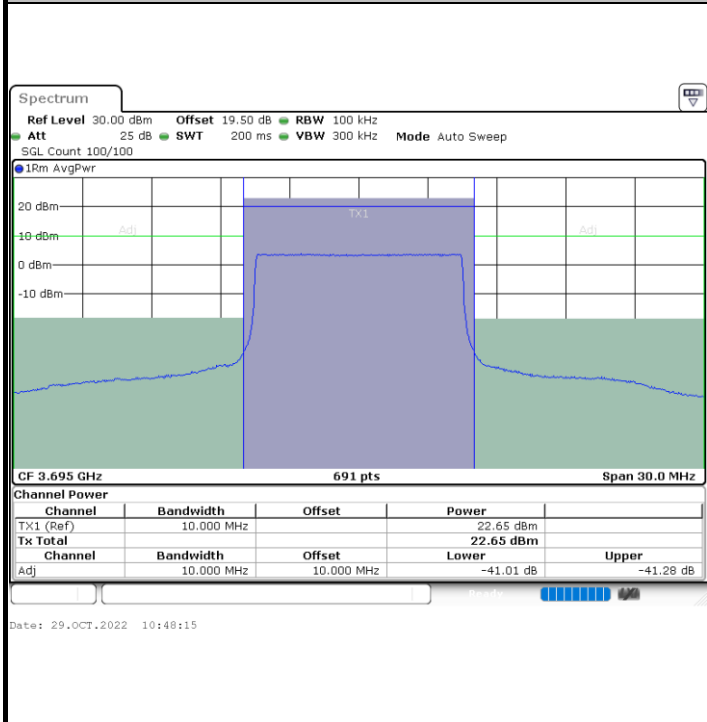 Spectrum
Ref Level 30.00 dBm Offset 19.50 dB RBW 100 kHz
Att 25 dB SWT 200 ms VBW 300 kHz Mode Auto Sweep
SGL Count 100/100
1Rm AvgPwr
20 dBm
TX1
Adj
Adj
10 dBm
0 dBm
-10 dBm
CF 3.695 GHz 691 pts Span 30.0 MHz
Channel Power
Channel Bandwidth Offset Power
TX1 (Ref) 10.000 MHz 22.65 dBm
Tx Total 22.65 dBm
Channel Bandwidth Offset Lower Upper
Adj 10.000 MHz 10.000 MHz -41.01 dB -41.28 dB
Ready
Date: 29.OCT.2022 10:48:15